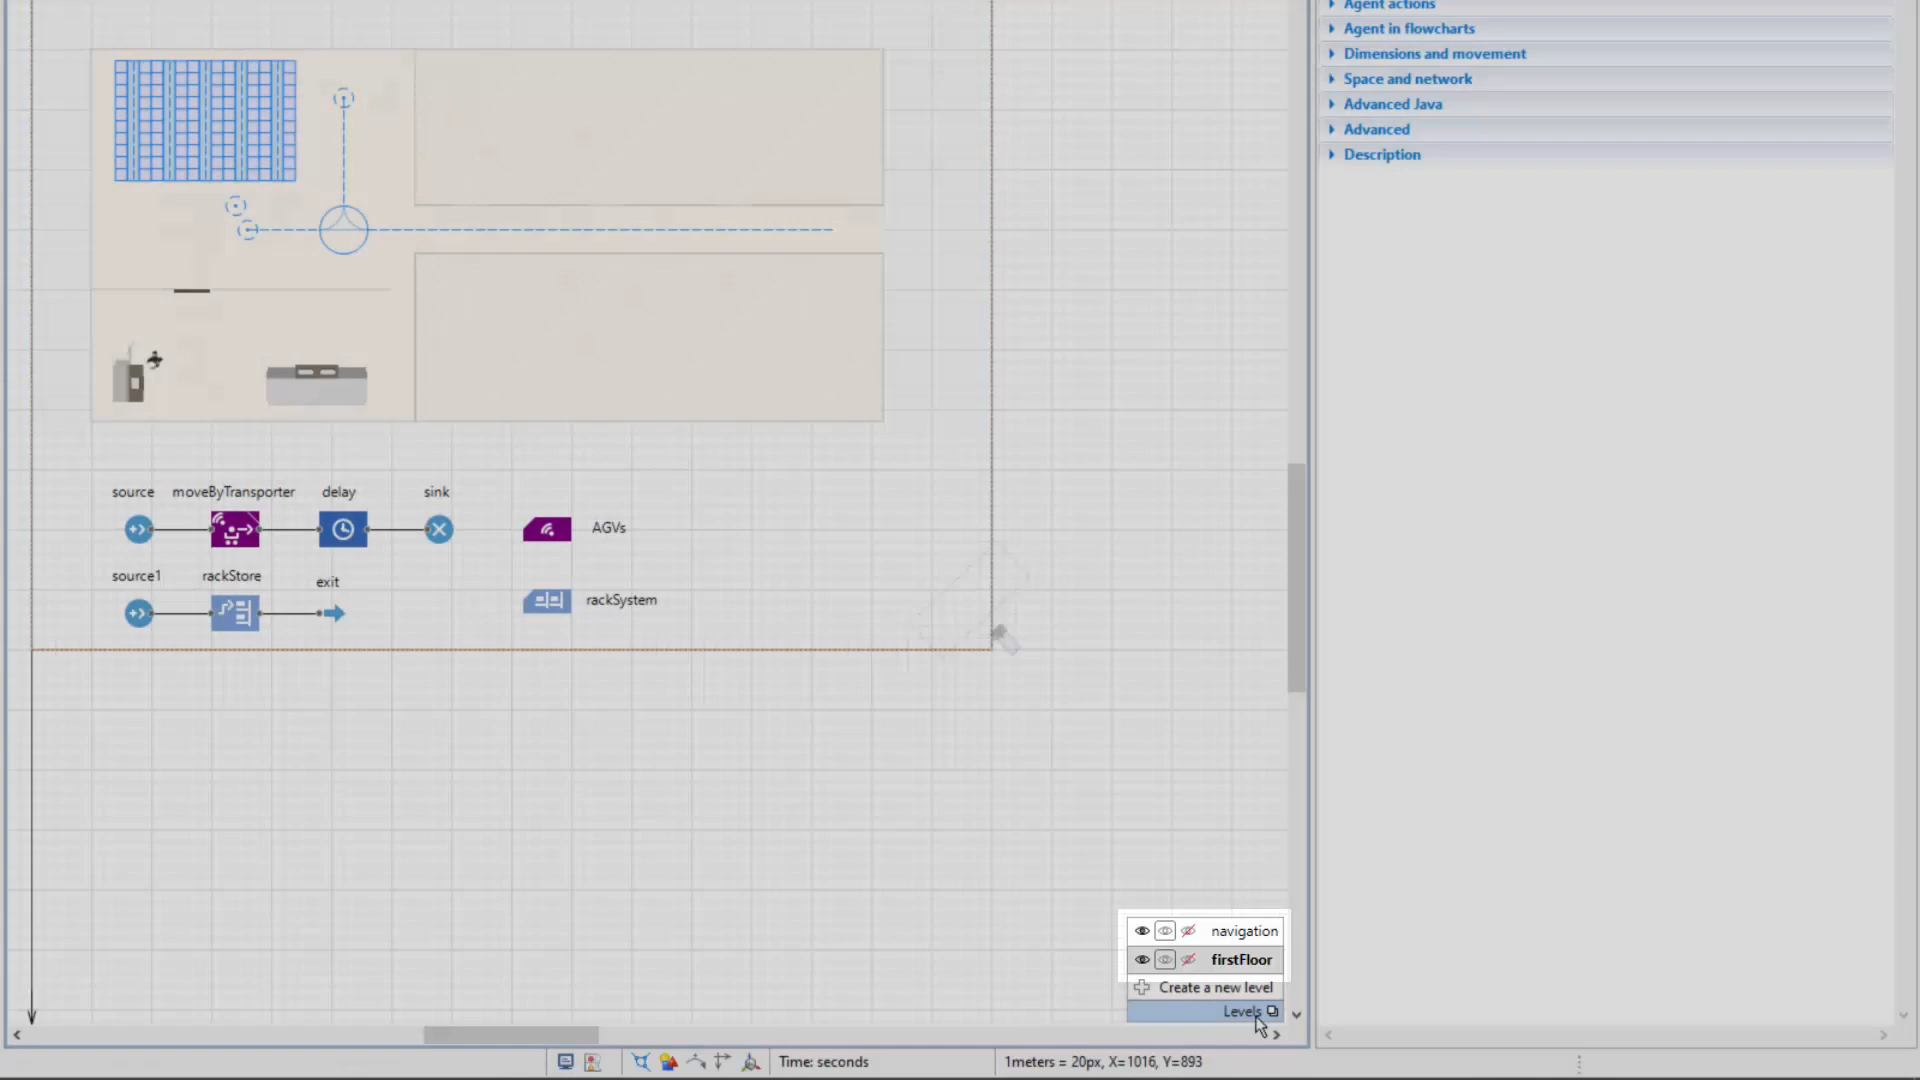 Agent actions
Agent in flowcharts
Dimensions and movement
Space and network
Advanced Java
Advanced
Description
source moveByTransporter delay sink
AGVs
source1 rackStore exit
rackSystem
navigation
firstFloor
Create a new level
Levels
Time: seconds
1meters = 20px, X=1016, Y=893